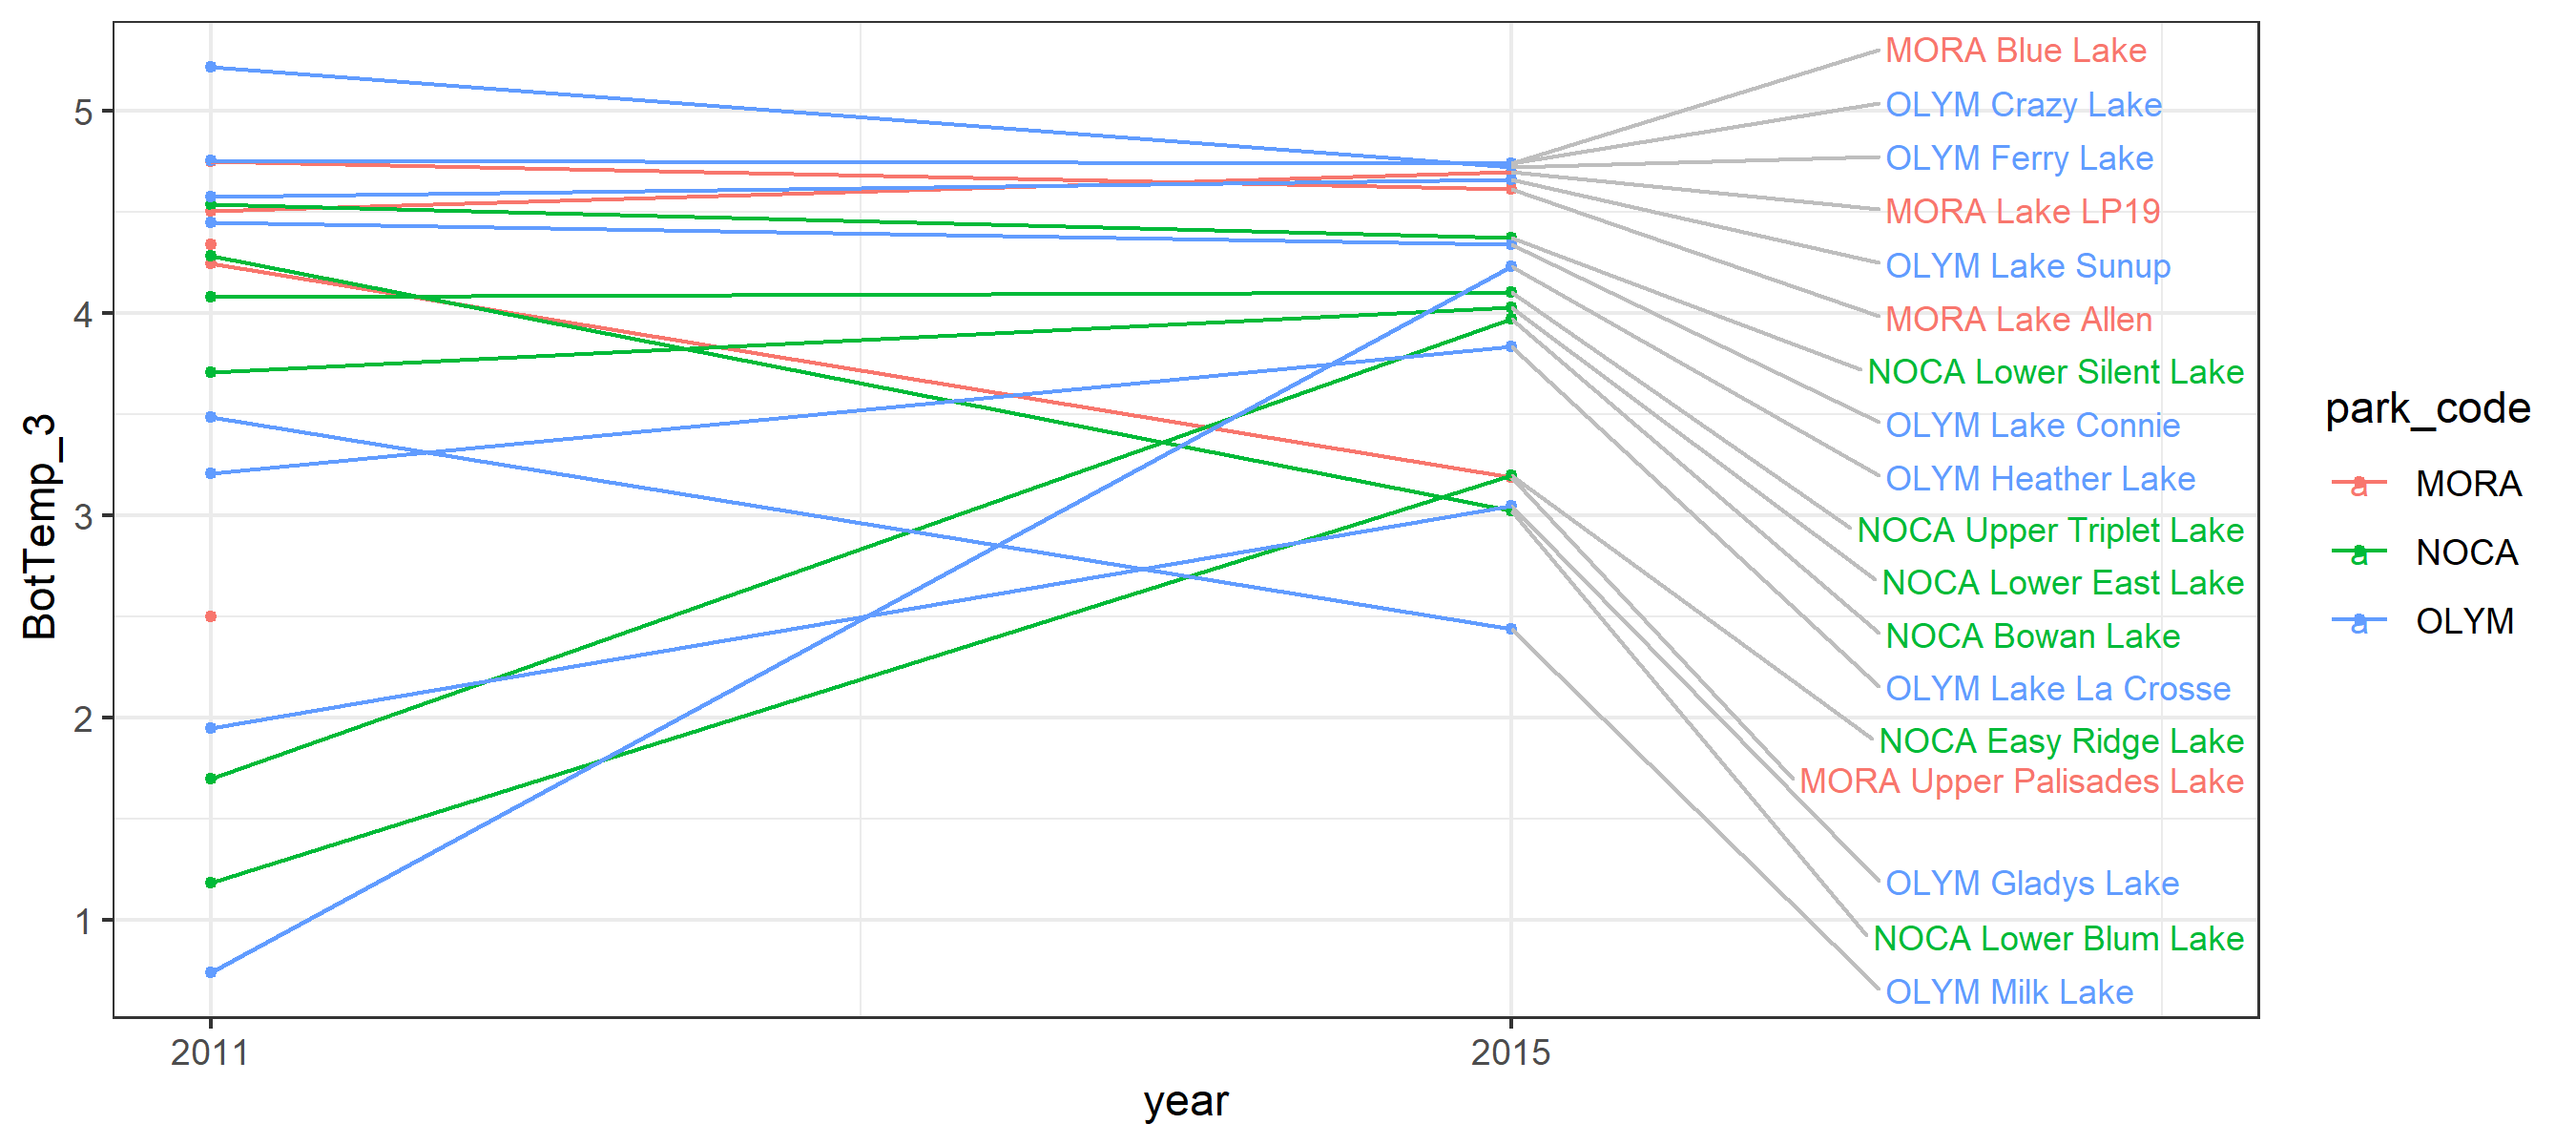 MORA Blue Lake
OLYM Crazy Lake
OLYM Ferry Lake
MORA Lake LP19
OLYM Lake Sunup
MORA Lake Allen
NOCA Lower Silent Lake
OLYM Lake Connie
OLYM Heather Lake
NOCA Upper Triplet Lake
NOCA Lower East Lake
NOCA Bowan Lake
OLYM Lake La Crosse
NOCA Easy Ridge Lake
MORA Upper Palisades Lake
OLYM Gladys Lake
NOCA Lower Blum Lake
OLYM Milk Lake
5
4
3
2
1
BotTemp_3
2011
2015
year
park_code
a MORA
a NOCA
a OLYM